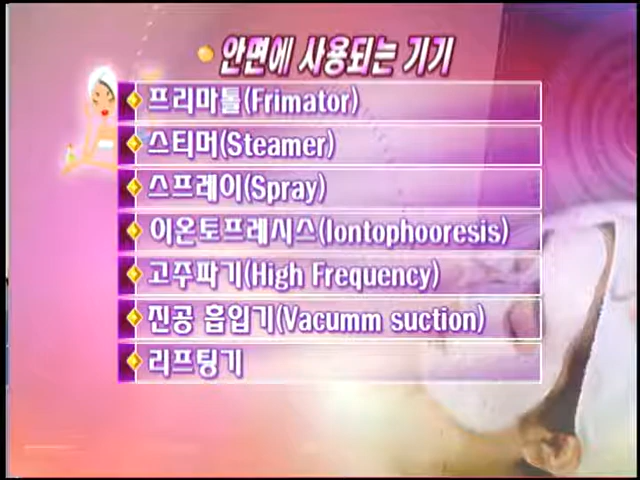 안면에 사용되는 기기
프리마톨(Frimator)
스티머(Steamer)
스프레이(Spray)
이온토프레시스(Iontophooresis)
고주파기(High Frequency)
진공 흡입기(Vacumm suction)
리프팅기